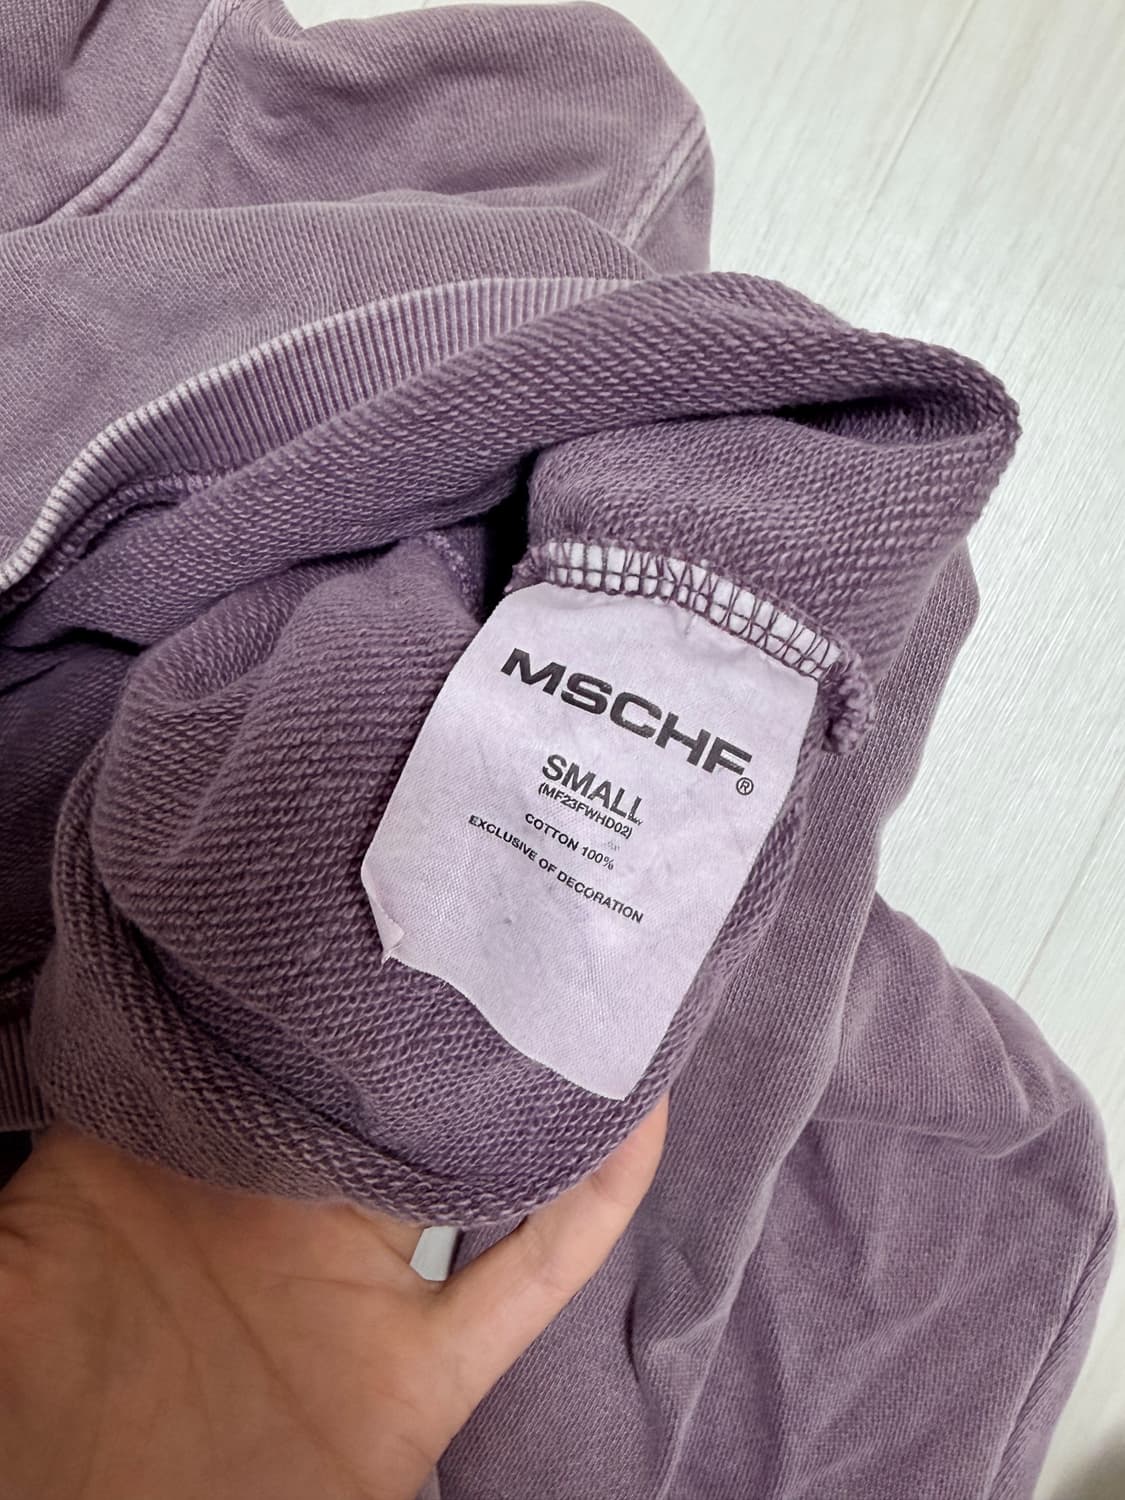 MSCHF®
SMALL
(MF23FWHD02)
COTTON 100%
EXCLUSIVE OF DECORATION